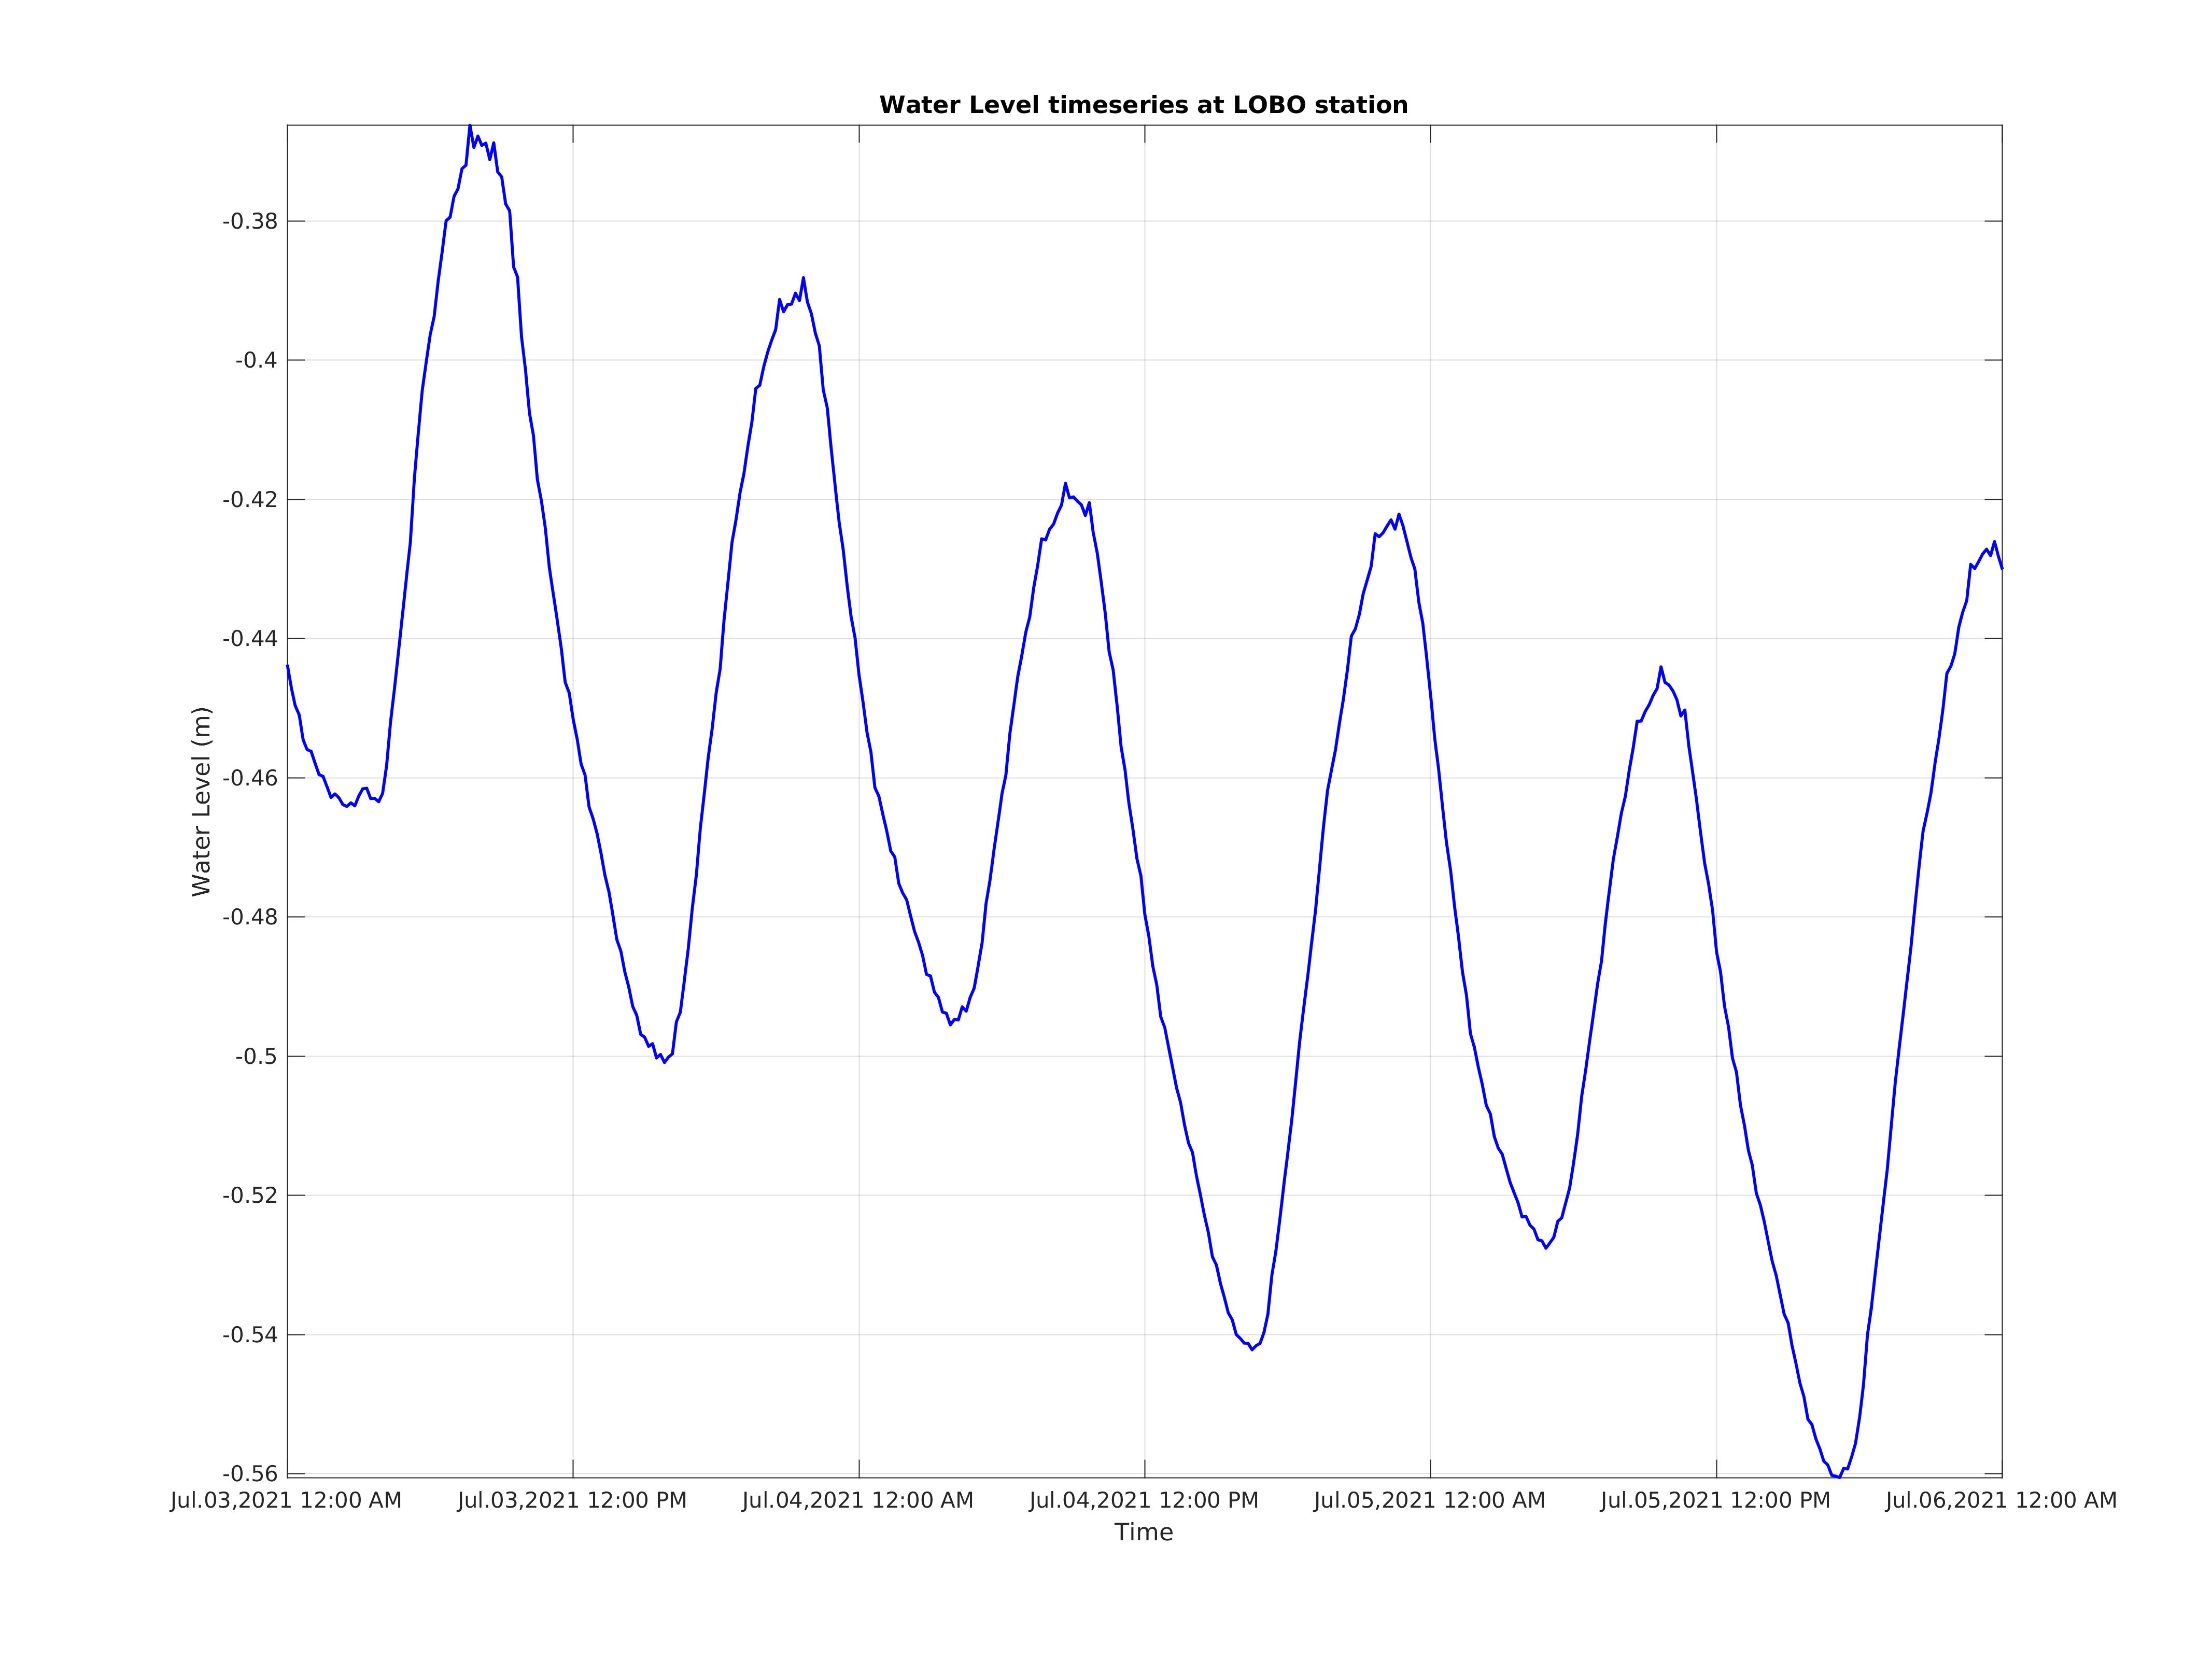 Water Level timeseries at LOBO station
-0.38
-0.4
-0.42
-0.44
-0.46
-0.48
-0.5
-0.52
-0.54
-0.56
Water Level (m)
Jul.03,2021 12:00 AM
Jul.03,2021 12:00 PM
Jul.04,2021 12:00 AM
Jul.04,2021 12:00 PM
Jul.05,2021 12:00 AM
Jul.05,2021 12:00 PM
Jul.06,2021 12:00 AM
Time